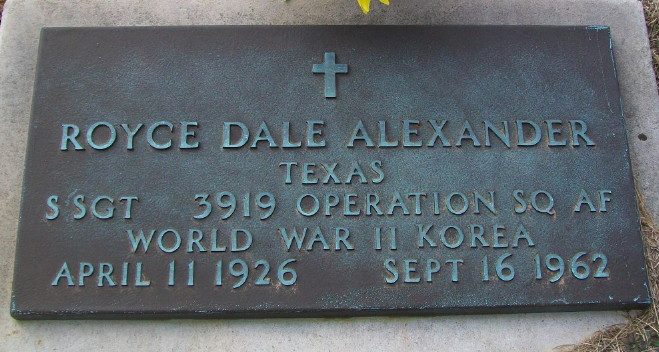 ROYCE DALE ALEXANDER
TEXAS
S SGT 3919 OPERATION SQ AF
WORLD WAR II KOREA
APRIL 11 1926 SEPT 16 1962